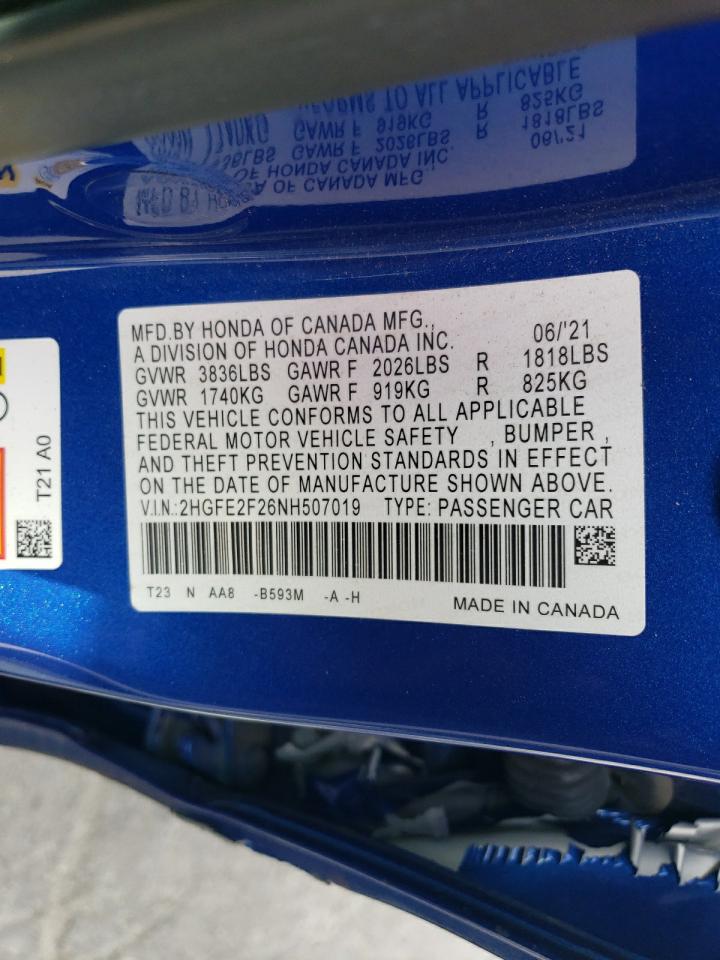 MFD.BY HONDA OF CANADA MFG.,
A DIVISION OF HONDA CANADA INC. 06/'21
GVWR 3836LBS GAWR F 2026LBS R 1818LBS
GVWR 1740KG GAWR F 919KG R 825KG
THIS VEHICLE CONFORMS TO ALL APPLICABLE
FEDERAL MOTOR VEHICLE SAFETY , BUMPER ,
AND THEFT PREVENTION STANDARDS IN EFFECT
ON THE DATE OF MANUFACTURE SHOWN ABOVE.
V.I.N.:2HGFE2F26NH507019 TYPE: PASSENGER CAR
T23 N AA8 -B593M -A -H
MADE IN CANADA
T21 A0